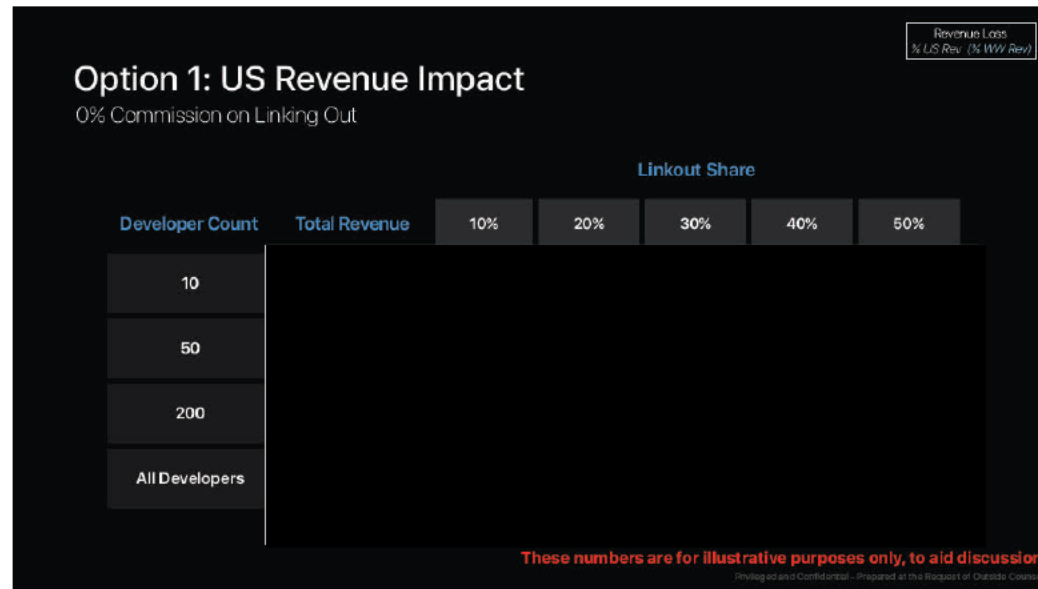 Revenue Loss
% US Rev (% WW Rev)
Option 1: US Revenue Impact
0% Commission on Linking Out
Linkout Share
Developer Count Total Revenue 10% 20% 30% 40% 50%
10
50
200
All Developers
These numbers are for illustrative purposes only, to aid discussion
Privileged and Confidential – Prepared at the Request of Outside Counse